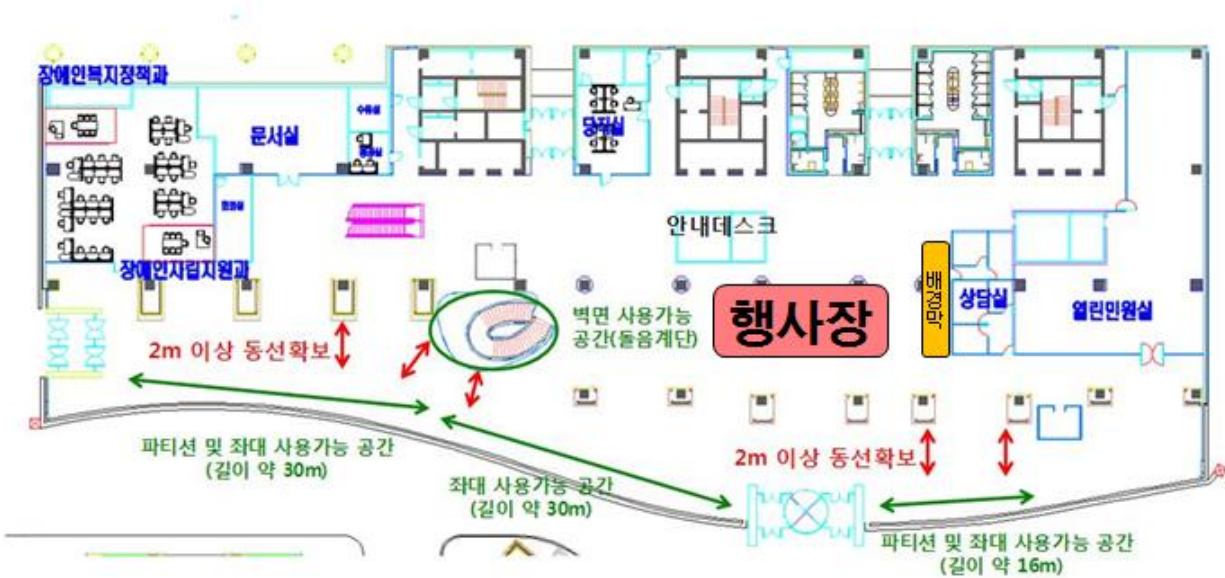 장애인복지정책과
수유실
문서실
당직실
안내데스크
장애인자립지원과
배경막
상담실
열린민원실
행사장
벽면 사용가능
공간(돌음계단)
2m 이상 동선확보
파티션 및 좌대 사용가능 공간
(길이 약 30m)
좌대 사용가능 공간
(길이 약 30m)
2m 이상 동선확보
파티션 및 좌대 사용가능 공간
(길이 약 16m)